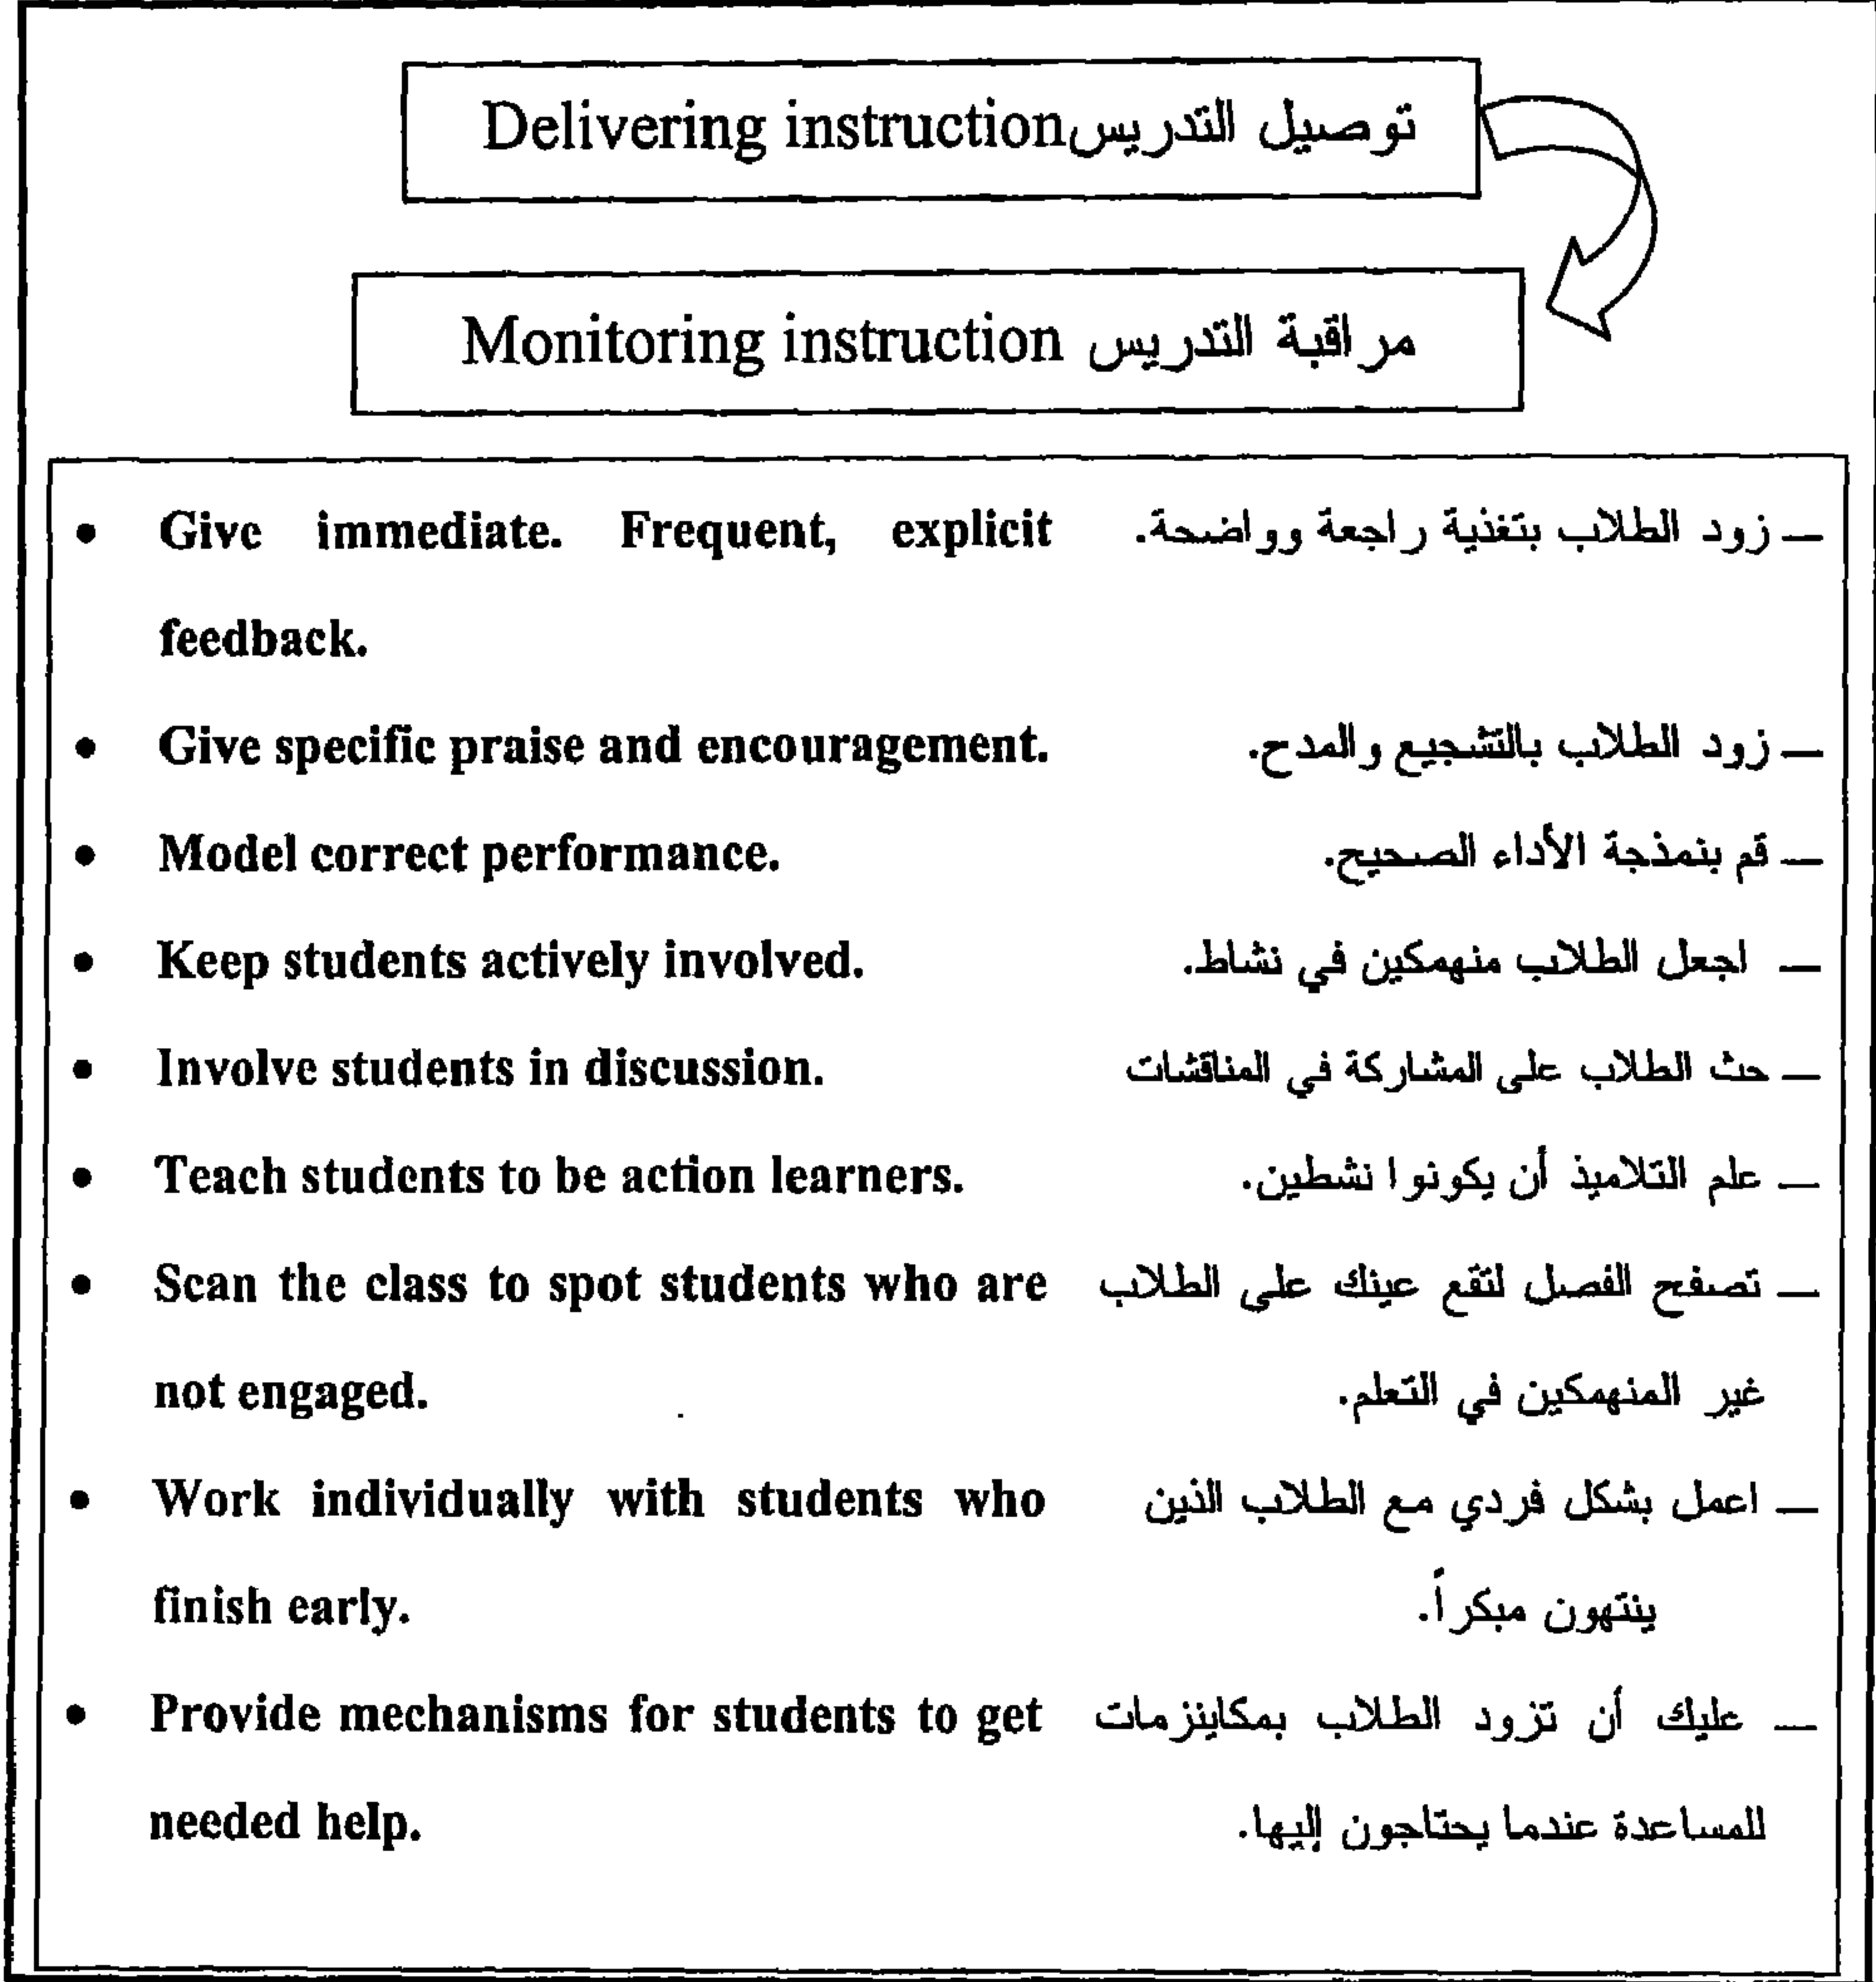 Delivering instruction توصيل التدريس
Monitoring instruction مراقبة التدريس
• Give immediate. Frequent, explicit — زود الطلاب بتغذية راجعة وواضحة.
feedback.
• Give specific praise and encouragement. — زود الطلاب بالتشجيع والمدح.
• Model correct performance. — قم بنمذجة الأداء الصحيح.
• Keep students actively involved. — اجعل الطلاب منهمكين في نشاط.
• Involve students in discussion. — حث الطلاب على المشاركة في المناقشات
• Teach students to be action learners. — علم التلاميذ أن يكونوا نشطين.
• Scan the class to spot students who are — تصفح الفصل لتقع عينك على الطلاب
not engaged. غير المنهمكين في التعلم.
• Work individually with students who — اعمل بشكل فردي مع الطلاب الذين
finish early. ينتهون مبكراً.
• Provide mechanisms for students to get — عليك أن تزود الطلاب بمكاينزمات
needed help. للمساعدة عندما يحتاجون إليها.